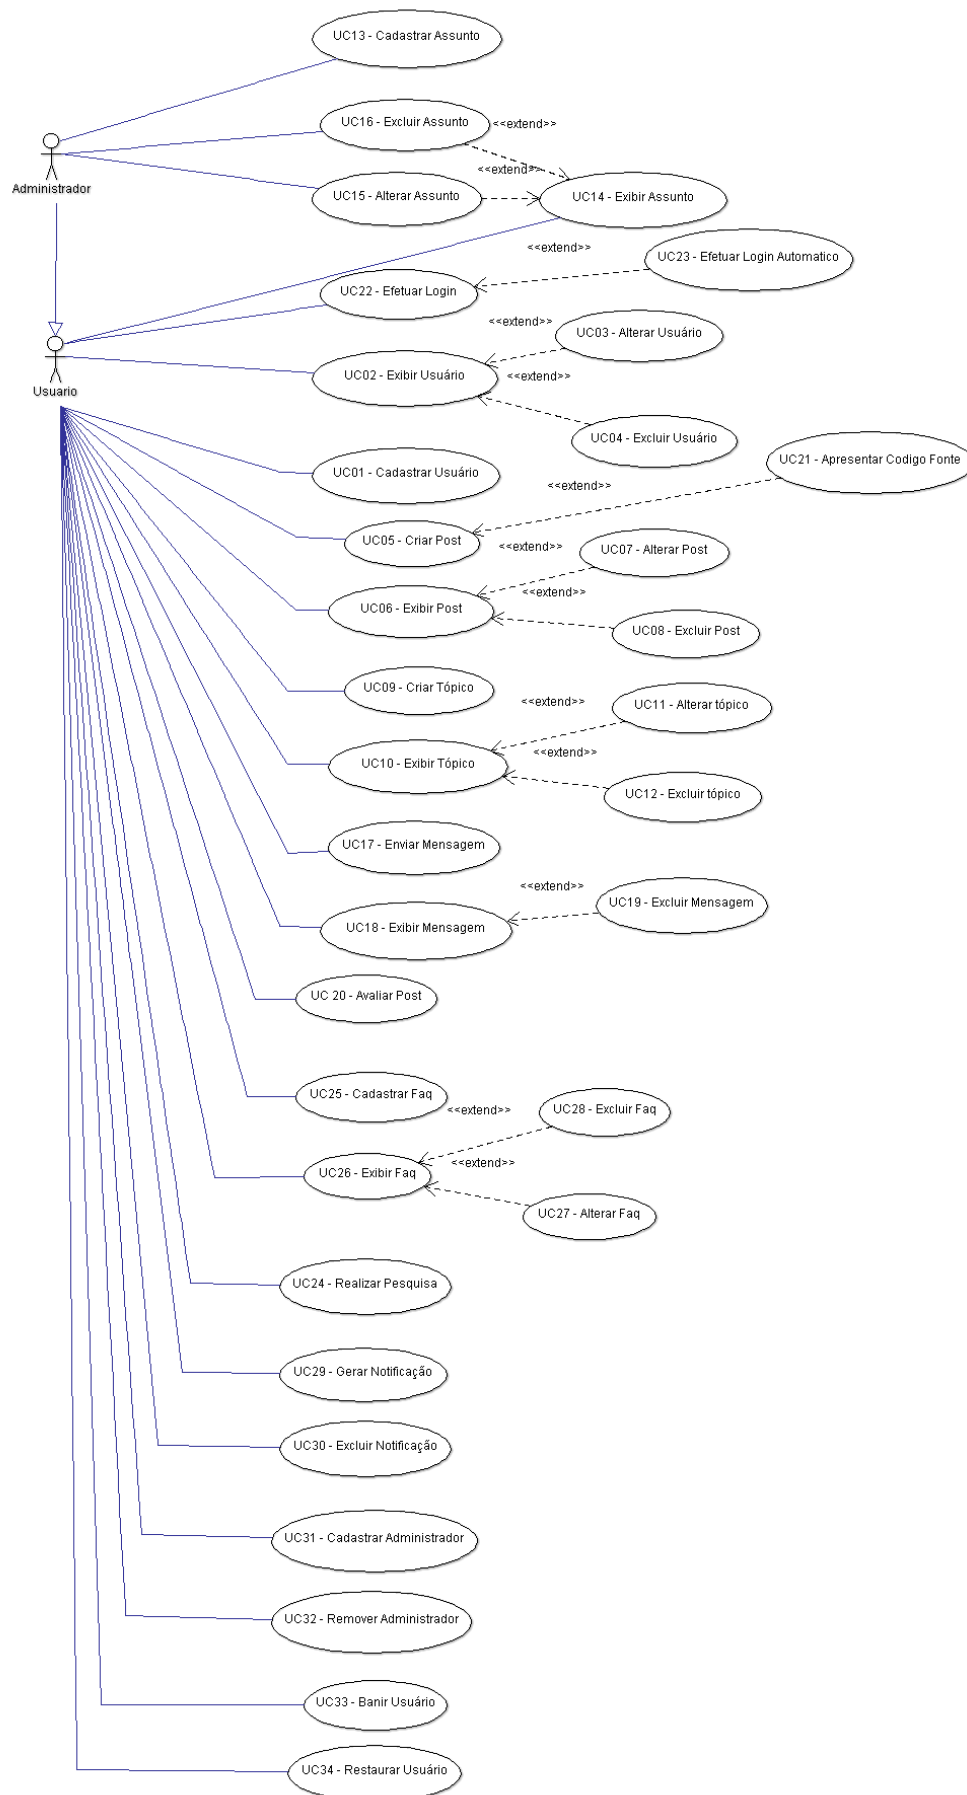 UC13 - Cadastrar Assunto
UC16 - Excluir Assunto
<<extend>>
Administrador
<<extend>>
UC15 - Alterar Assunto
UC14 - Exibir Assunto
<<extend>>
UC23 - Efetuar Login Automatico
UC22 - Efetuar Login
<<extend>>
UC03 - Alterar Usuário
Usuario
UC02 - Exibir Usuário
<<extend>>
UC04 - Excluir Usuário
UC21 - Apresentar Codigo Fonte
UC01 - Cadastrar Usuário
<<extend>>
UC05 - Criar Post
<<extend>>
UC07 - Alterar Post
<<extend>>
UC06 - Exibir Post
UC08 - Excluir Post
UC09 - Criar Tópico
<<extend>>
UC11 - Alterar tópico
<<extend>>
UC10 - Exibir Tópico
UC12 - Excluir tópico
UC17 - Enviar Mensagem
<<extend>>
UC19 - Excluir Mensagem
UC18 - Exibir Mensagem
UC 20 - Avaliar Post
UC25 - Cadastrar Faq
<<extend>>
UC28 - Excluir Faq
<<extend>>
UC26 - Exibir Faq
UC27 - Alterar Faq
UC24 - Realizar Pesquisa
UC29 - Gerar Notificação
UC30 - Excluir Notificação
UC31 - Cadastrar Administrador
UC32 - Remover Administrador
UC33 - Banir Usuário
UC34 - Restaurar Usuário